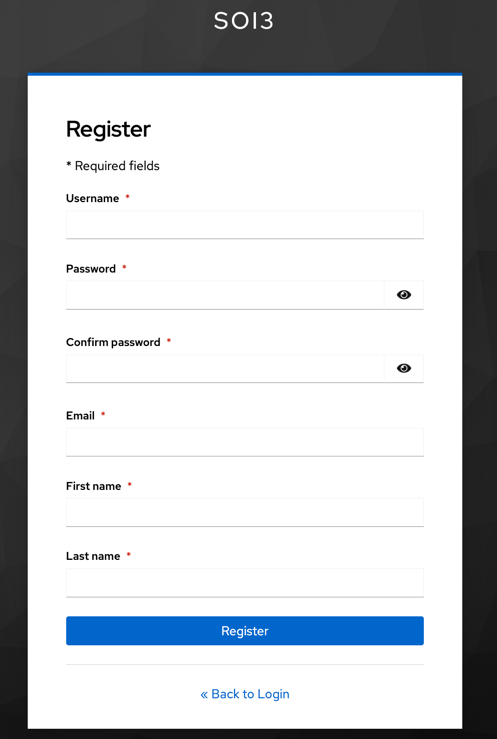 SOI3
Register
* Required fields
Username *
Password *
Confirm password *
Email *
First name *
Last name *
Register
« Back to Login